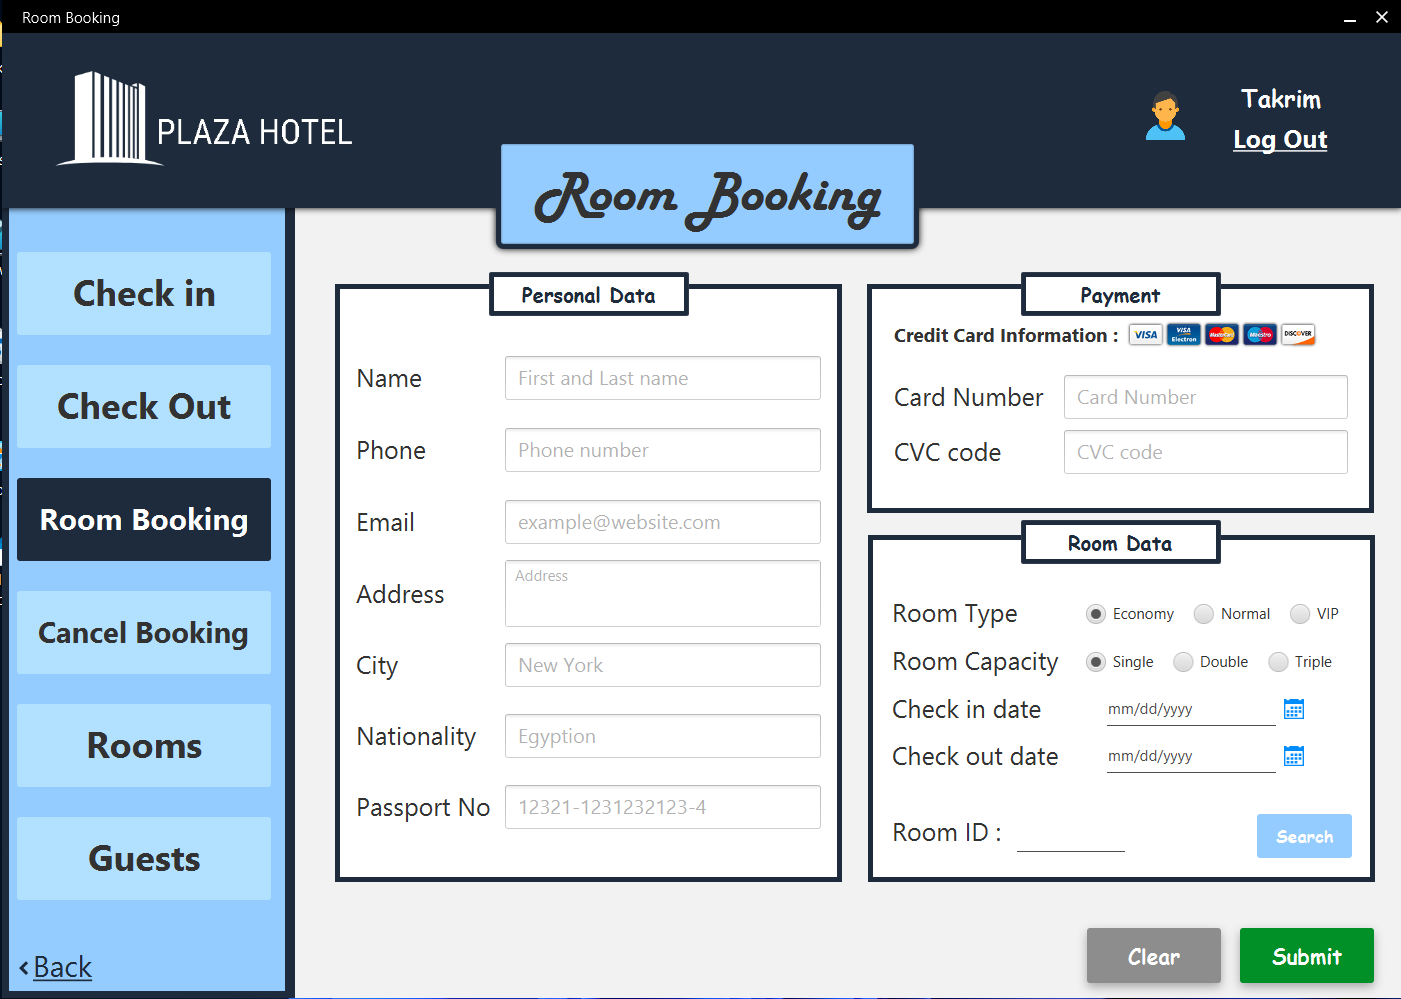 Room Booking
PLAZA HOTEL
Takrim
Log Out
Room Booking
Check in
Check Out
Room Booking
Cancel Booking
Rooms
Guests
Back
Personal Data
Name First and Last name
Phone Phone number
Email example@website.com
Address Address
City New York
Nationality Egyption
Passport No 12321-1231232123-4
Payment
Credit Card Information : VISA VISA Electron MasterCard Maestro DISCOVER
Card Number Card Number
CVC code CVC code
Room Data
Room Type Economy Normal VIP
Room Capacity Single Double Triple
Check in date mm/dd/yyyy
Check out date mm/dd/yyyy
Room ID : Search
Clear Submit